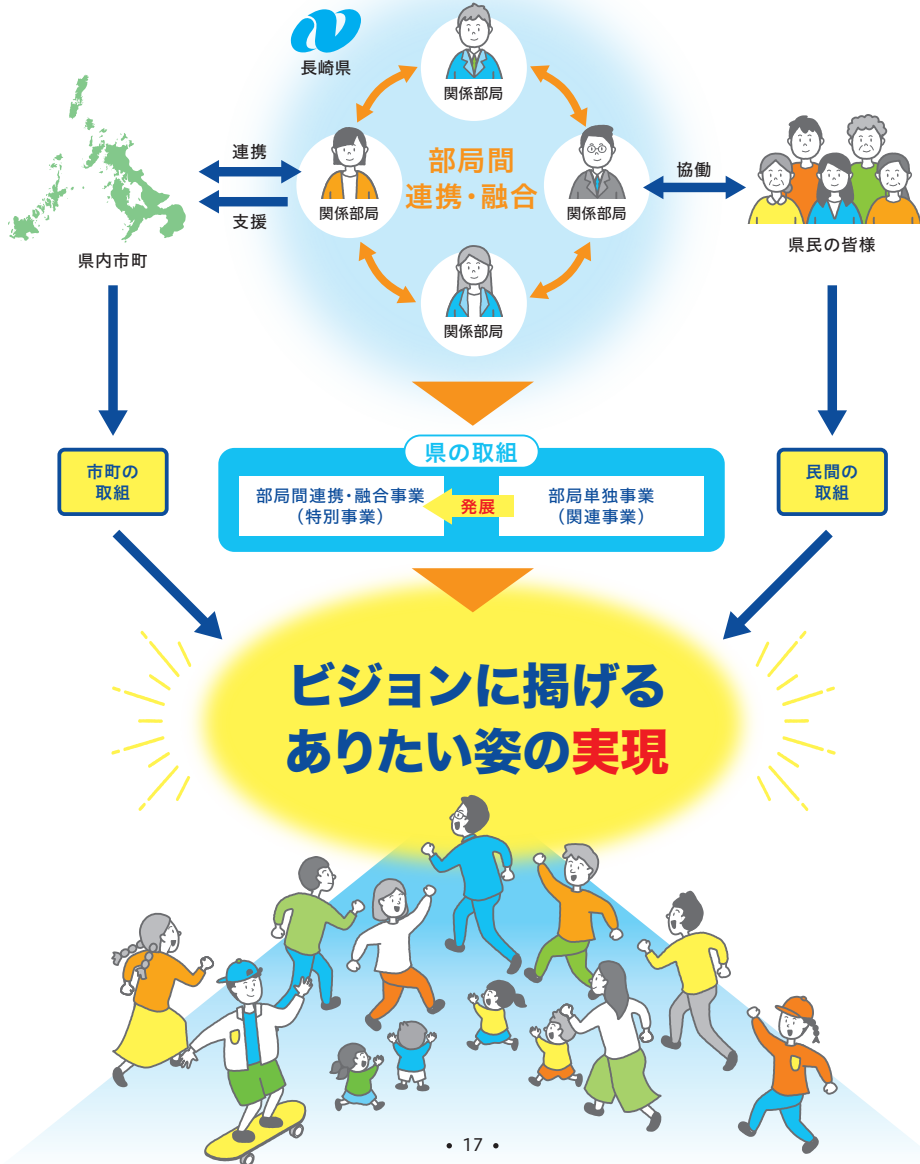 長崎県
関係部局
連携
支援
関係部局
部局間
連携・融合
関係部局
協働
関係部局
県内市町
県民の皆様
県の取組
市町の
取組
部局間連携・融合事業
（特別事業）
発展
部局単独事業
（関連事業）
民間の
取組
ビジョンに掲げる
ありたい姿の実現
• 17 •